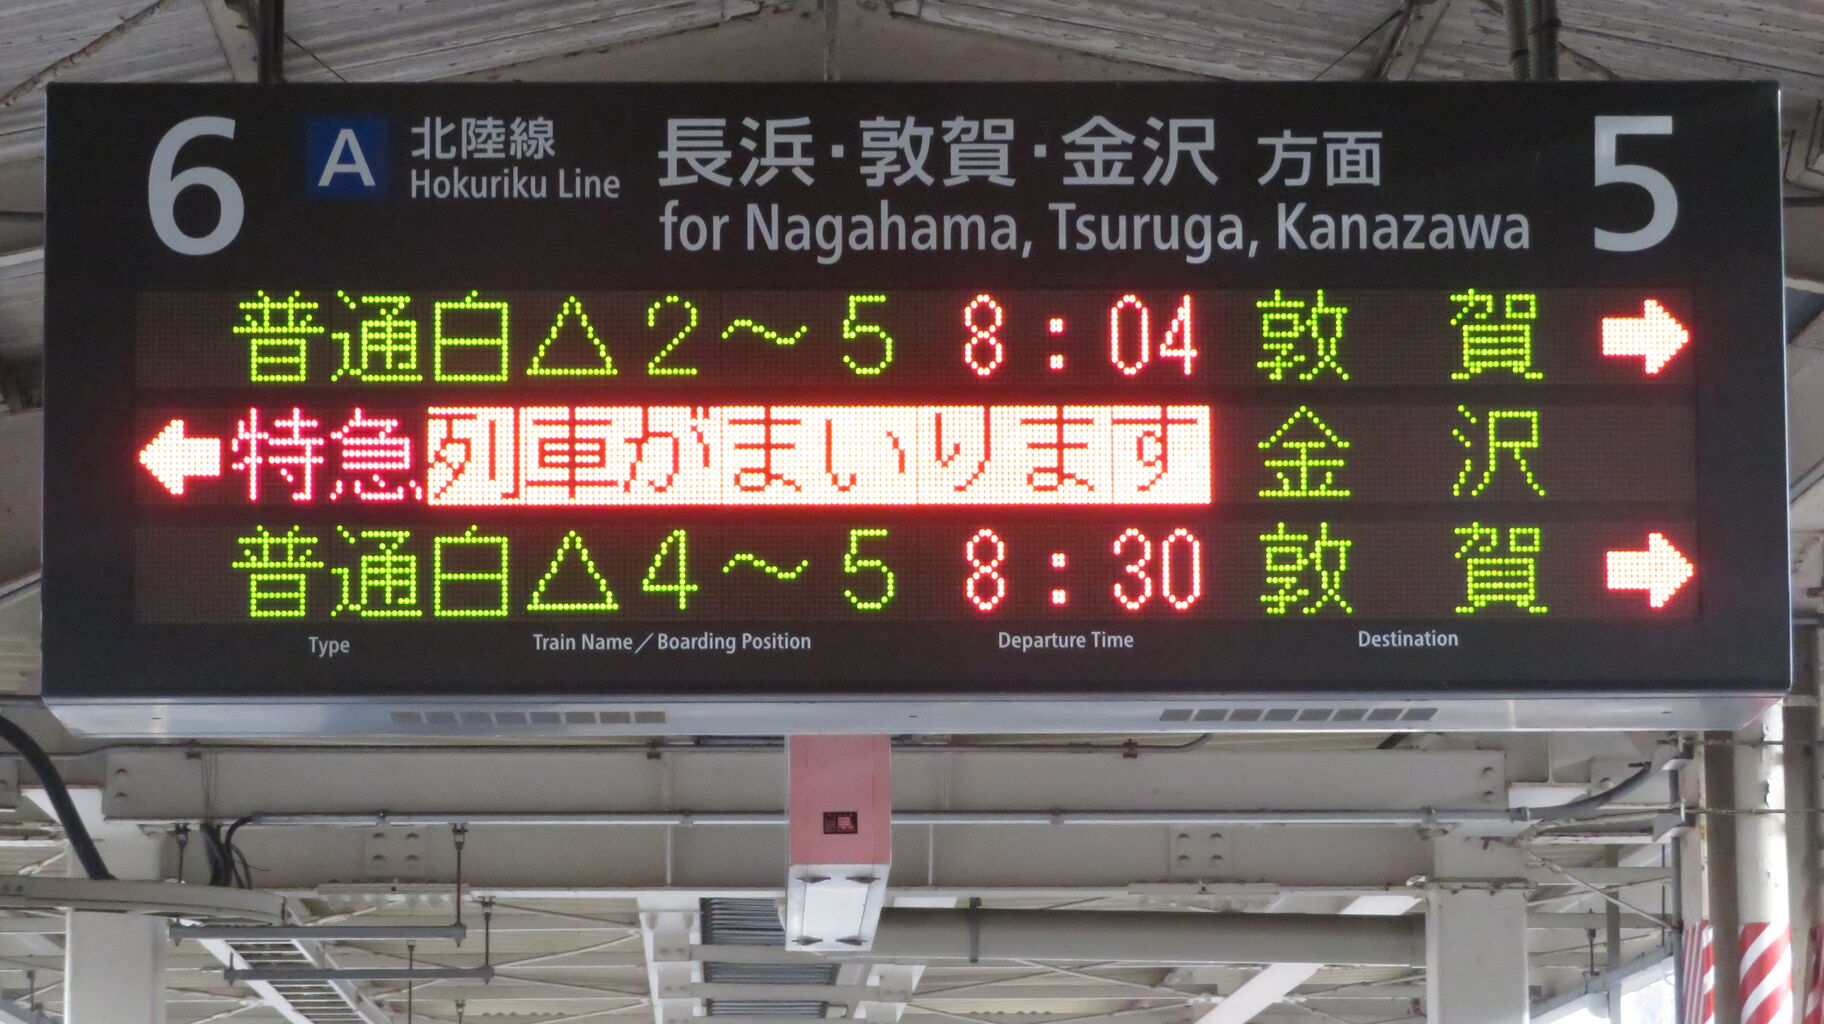 6
A 北陸線
Hokuriku Line
長浜・敦賀・金沢 方面
for Nagahama, Tsuruga, Kanazawa
5
普通 白△2〜5 8:04 敦賀 →
← 特急 列車がまいります 金沢
普通 白△4〜5 8:30 敦賀 →
Type Train Name／Boarding Position Departure Time Destination